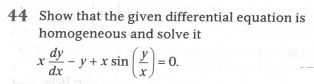 44 Show that the given differential equation is
homogeneous and solve it
x dy/dx - y + x sin (y/x) = 0.